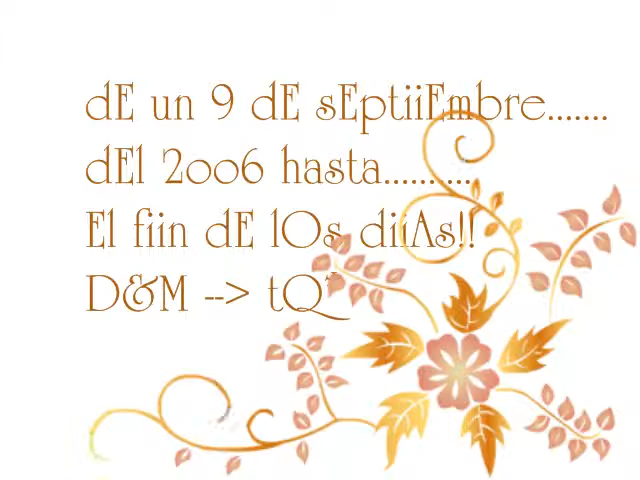 dE un 9 dE sEptiiEmbre.......
dEl 2oo6 hasta..........
El fiin dE lOs diiAs!!
D&M --> tQ